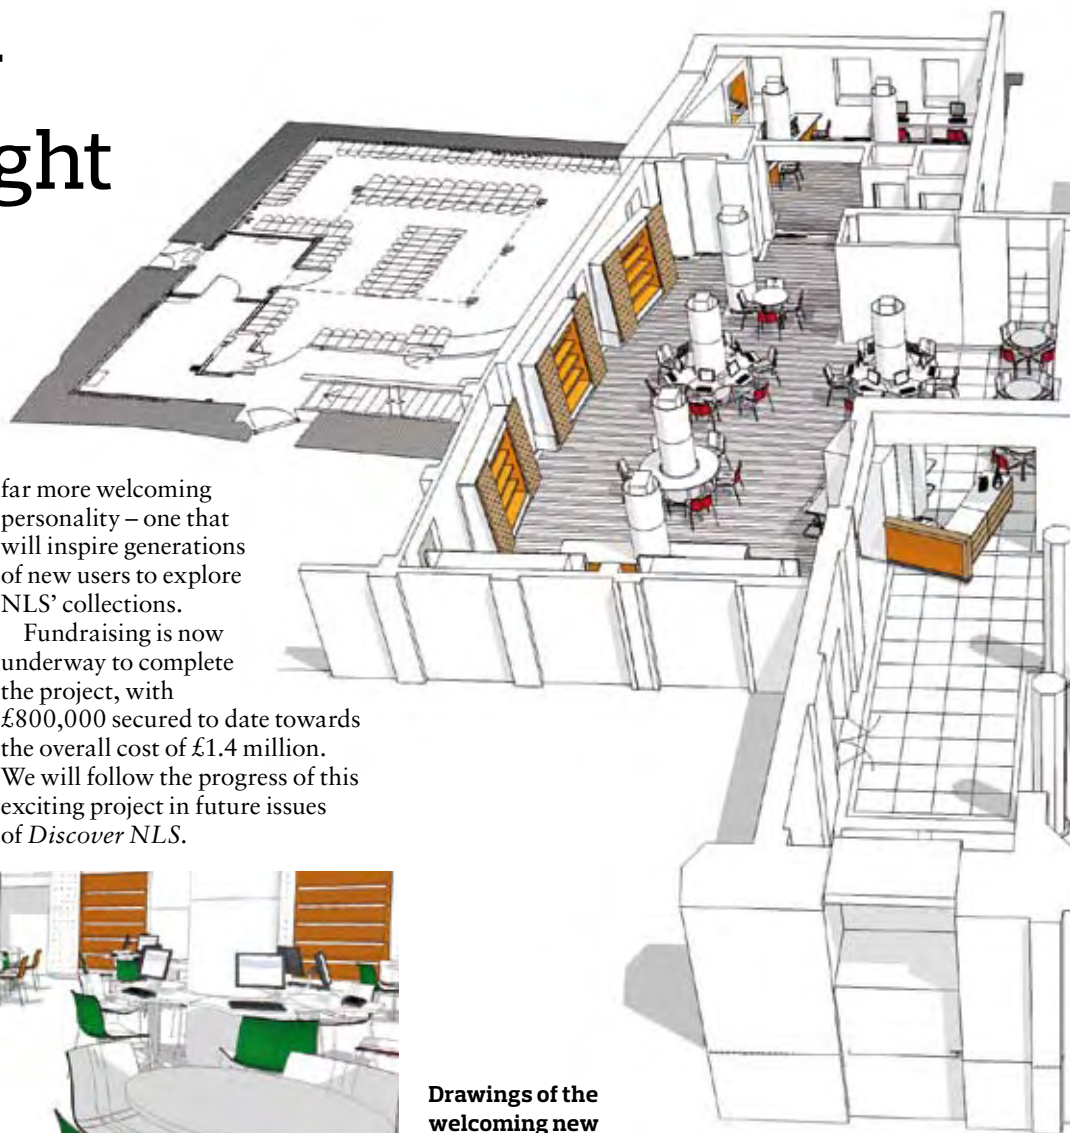 ght
far more welcoming
personality – one that
will inspire generations
of new users to explore
NLS’ collections.
Fundraising is now
underway to complete
the project, with
£800,000 secured to date towards
the overall cost of £1.4 million.
We will follow the progress of this
exciting project in future issues
of Discover NLS.
Drawings of the
welcoming new